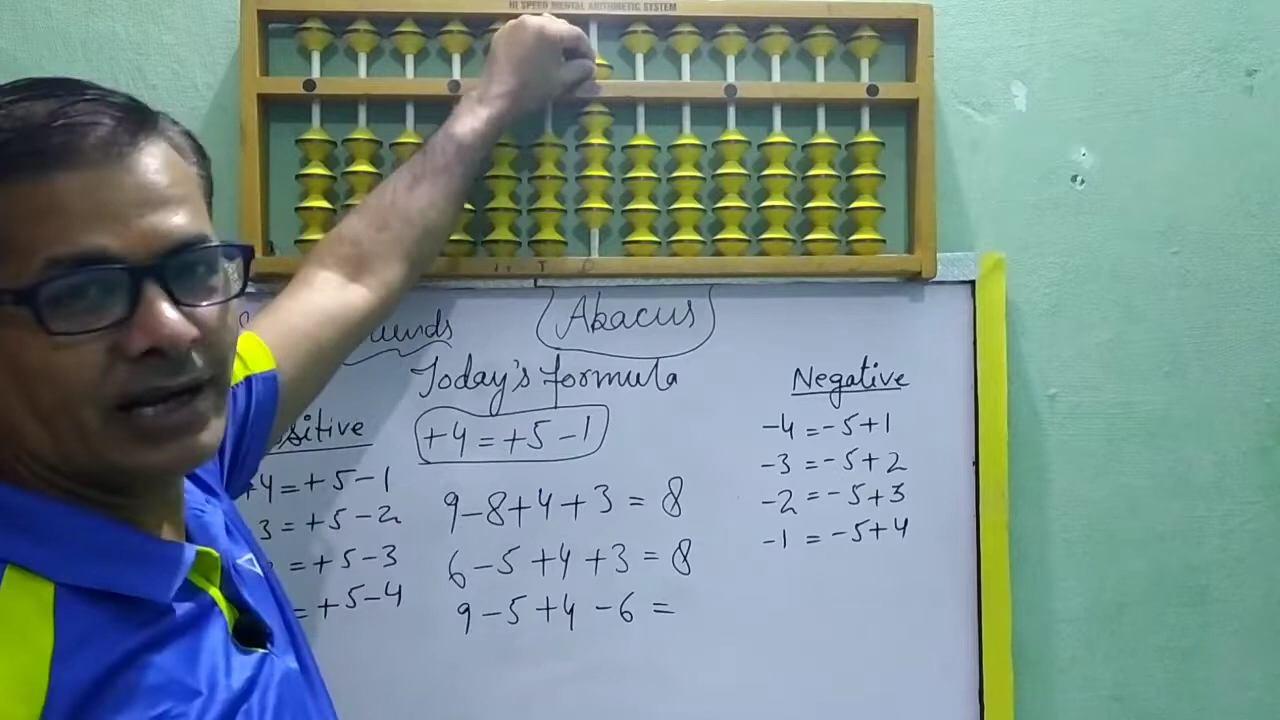 HI SPEED MENTAL ARITHMETIC SYSTEM
H T O
Abacus
Today's formula
+4=+5-1
Negative
-4=-5+1
-3=-5+2
-2=-5+3
-1=-5+4
4=+5-1
3=+5-2
=+5-3
=+5-4
9-8+4+3=8
6-5+4+3=8
9-5+4-6=